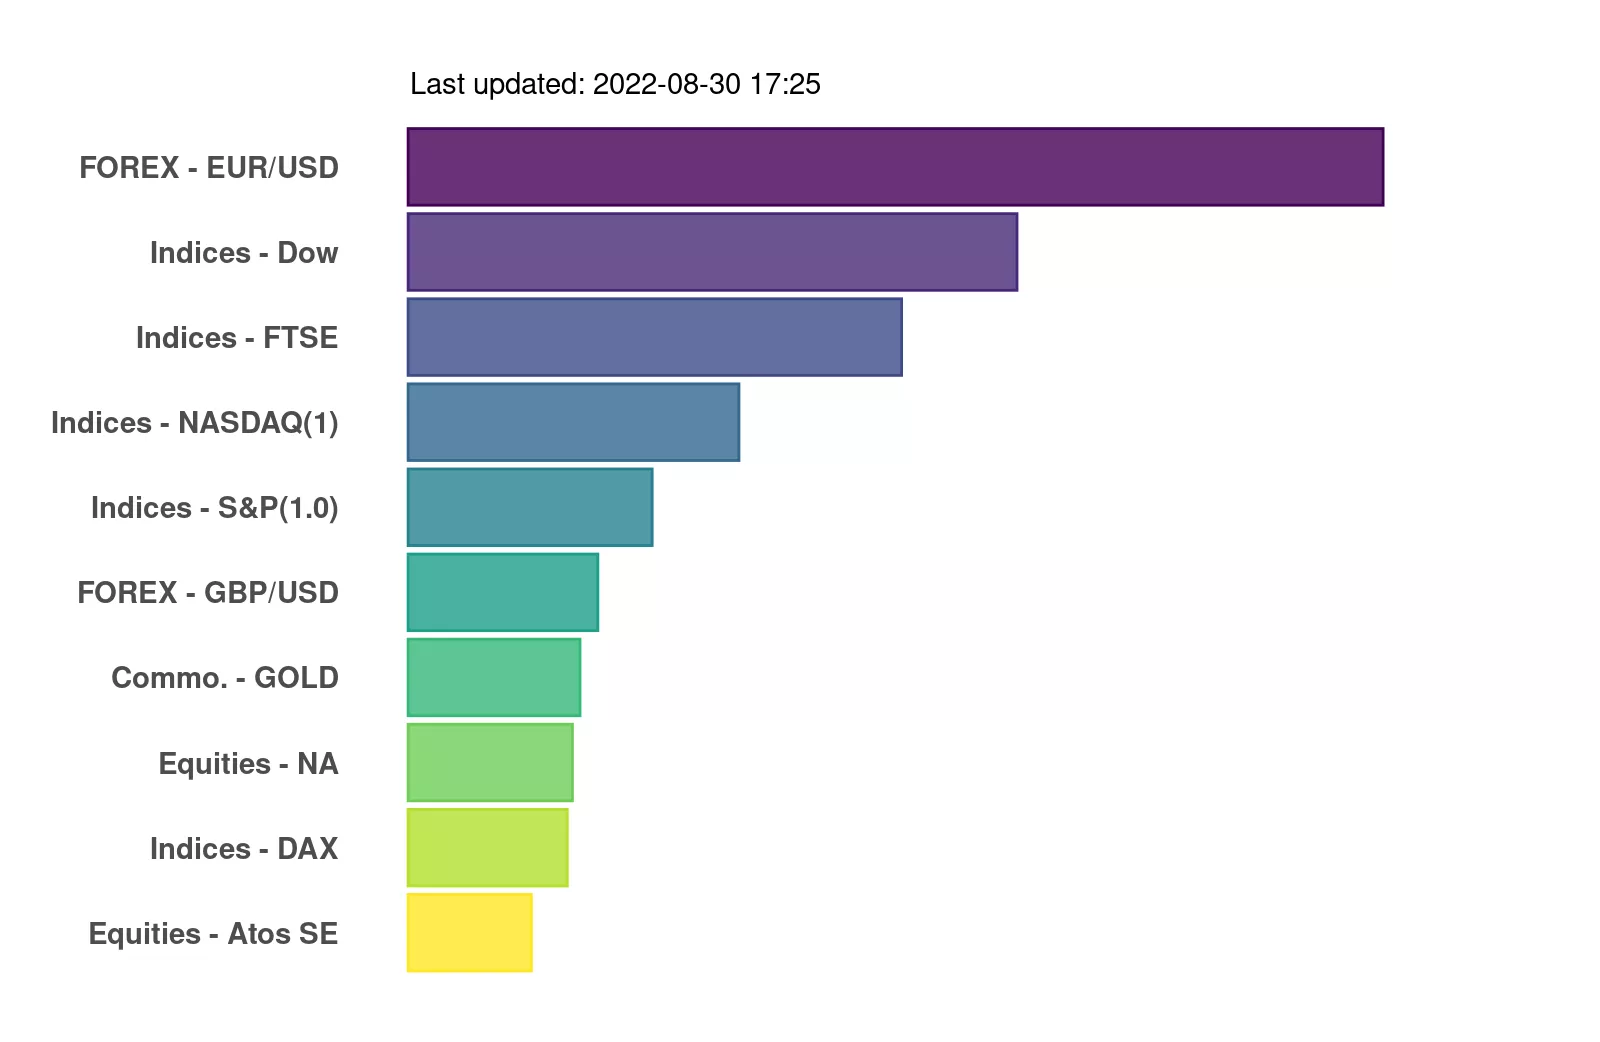 Last updated: 2022-08-30 17:25
FOREX - EUR/USD
Indices - Dow
Indices - FTSE
Indices - NASDAQ(1)
Indices - S&P(1.0)
FOREX - GBP/USD
Commo. - GOLD
Equities - NA
Indices - DAX
Equities - Atos SE